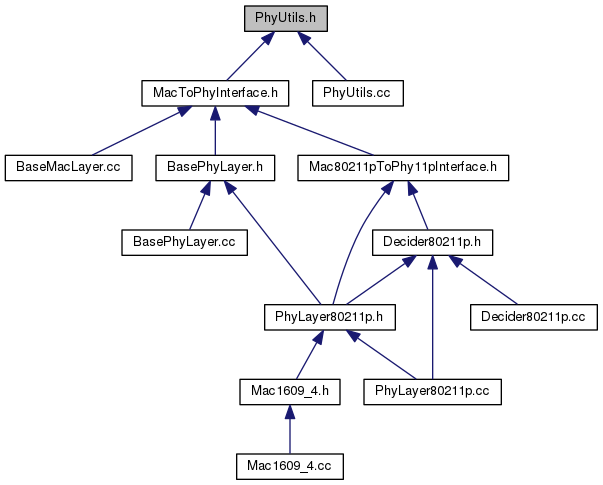 PhyUtils.h
MacToPhyInterface.h
PhyUtils.cc
BaseMacLayer.cc
BasePhyLayer.h
Mac80211pToPhy11pInterface.h
BasePhyLayer.cc
Decider80211p.h
PhyLayer80211p.h
Decider80211p.cc
Mac1609_4.h
PhyLayer80211p.cc
Mac1609_4.cc